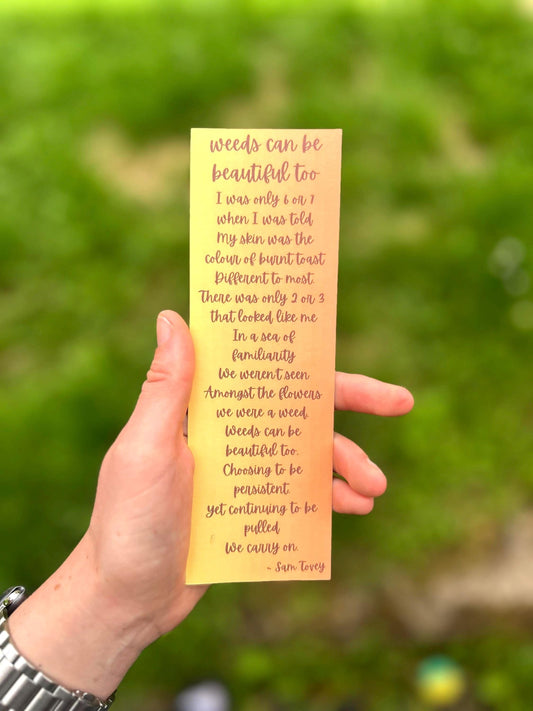 weeds can be
beautiful too
I was only 6 or 7
when I was told
My skin was the
colour of burnt toast
Different to most.
There was only 2 or 3
that looked like me
In a sea of
familiarity
We weren't seen
Amongst the flowers
we were a weed.
Weeds can be
beautiful too.
Choosing to be
persistent.
yet continuing to be
pulled
We carry on.
~ Sam Tovey